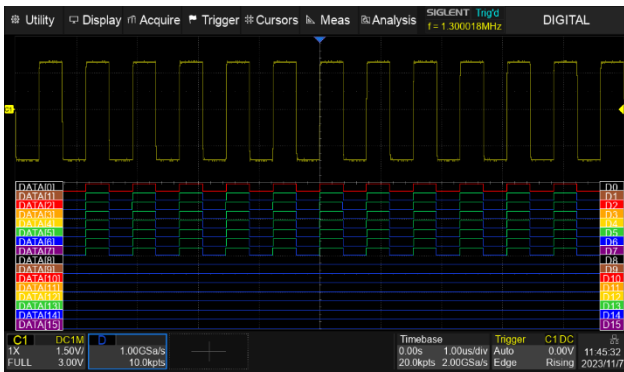 Utility Display Acquire Trigger Cursors Meas Analysis SIGLENT Trig'd DIGITAL
f = 1.300018MHz
C1
DATA[0] D0
DATA[1] D1
DATA[2] D2
DATA[3] D3
DATA[4] D4
DATA[5] D5
DATA[6] D6
DATA[7] D7
DATA[8] D8
DATA[9] D9
DATA[10] D10
DATA[11] D11
DATA[12] D12
DATA[13] D13
DATA[14] D14
DATA[15] D15
C1 DC1M D Timebase Trigger C1 DC
1X 1.50V/ 1.00GSa/s 0.00s 1.00us/div Auto 0.00V 11:45:32
FULL 3.00V 10.0kpts 20.0kpts 2.00GSa/s Edge Rising 2023/11/7